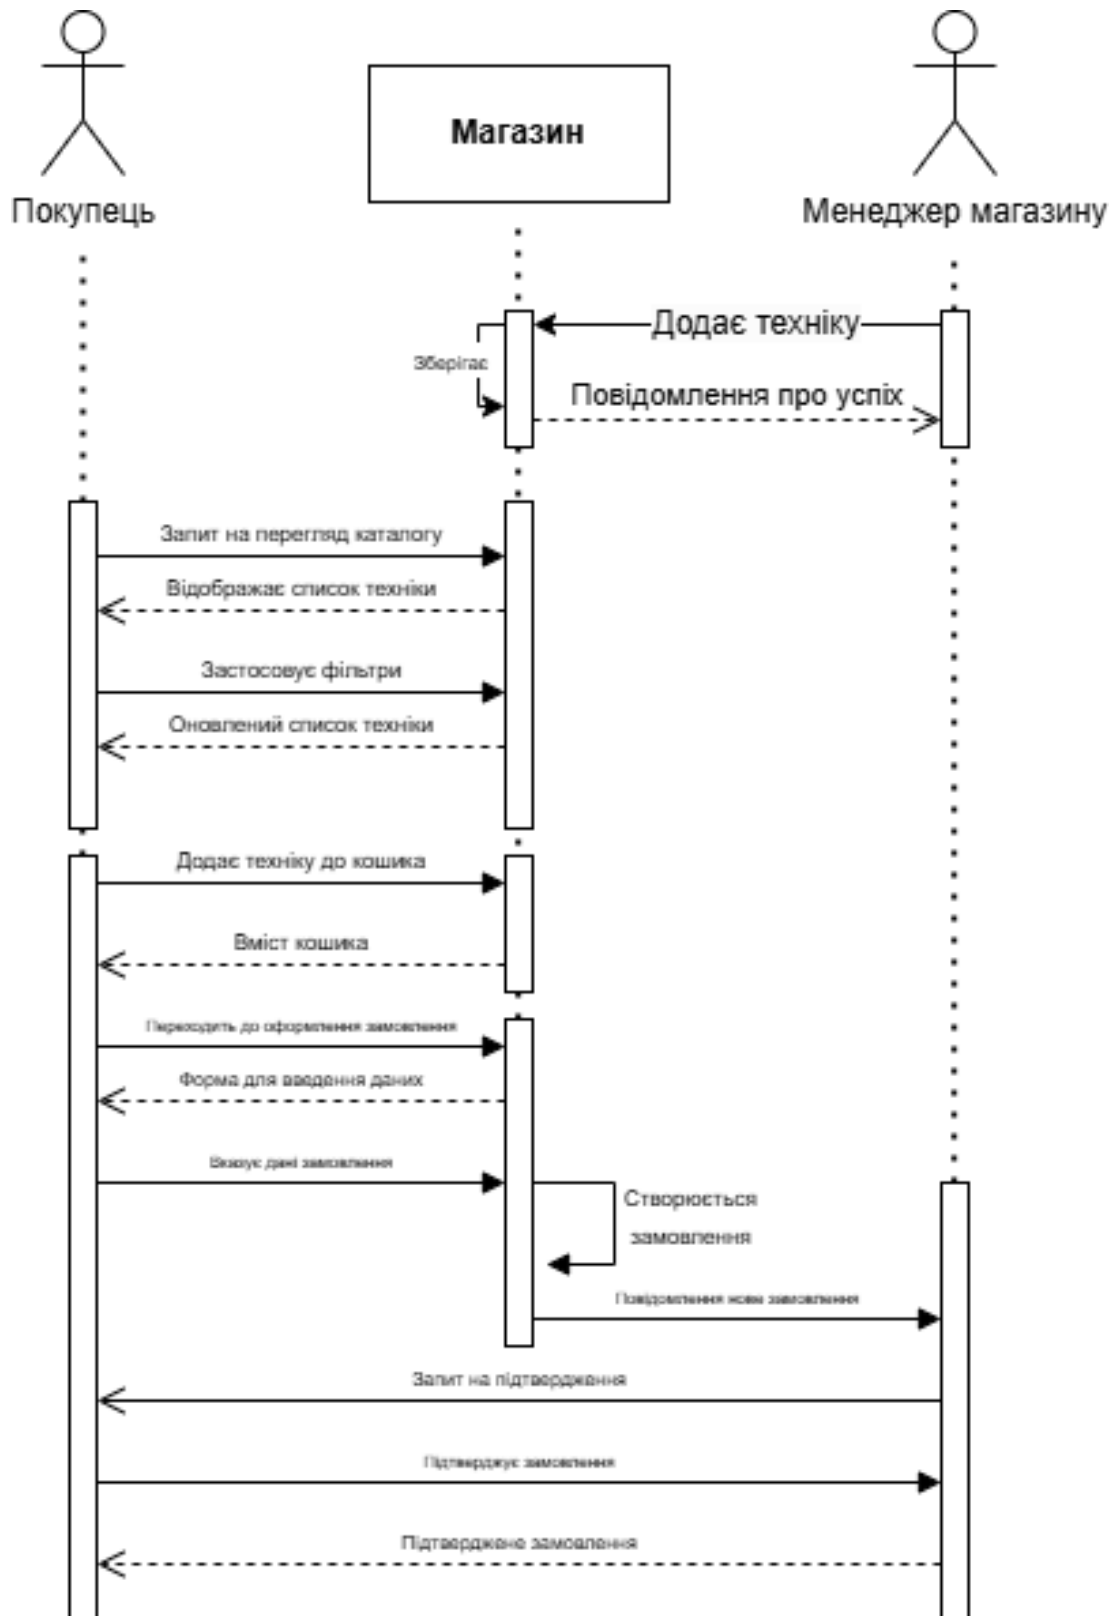 Магазин
Покупець
Менеджер магазину
Додає техніку
Зберігає
Повідомлення про успіх
Запит на перегляд каталогу
Відображає список техніки
Застосовує фільтри
Оновлений список техніки
Додає техніку до кошика
Вміст кошика
Переходить до оформлення замовлення
Форма для введення даних
Вказує дані замовлення
Створюється
замовлення
Повідомлення нове замовлення
Запит на підтвердження
Підтверджує замовлення
Підтверджене замовлення